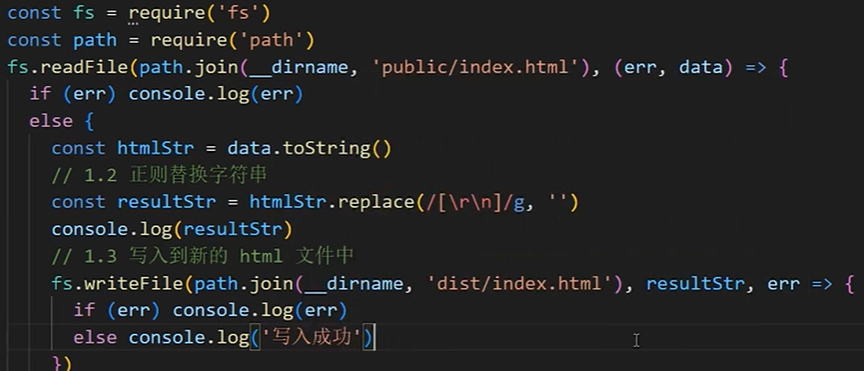 const fs = require('fs')
const path = require('path')
fs.readFile(path.join(__dirname, 'public/index.html'), (err, data) => {
  if (err) console.log(err)
  else {
    const htmlStr = data.toString()
    // 1.2 正则替换字符串
    const resultStr = htmlStr.replace(/[\r\n]/g, '')
    console.log(resultStr)
    // 1.3 写入到新的 html 文件中
    fs.writeFile(path.join(__dirname, 'dist/index.html'), resultStr, err => {
      if (err) console.log(err)
      else console.log('写入成功')
    })